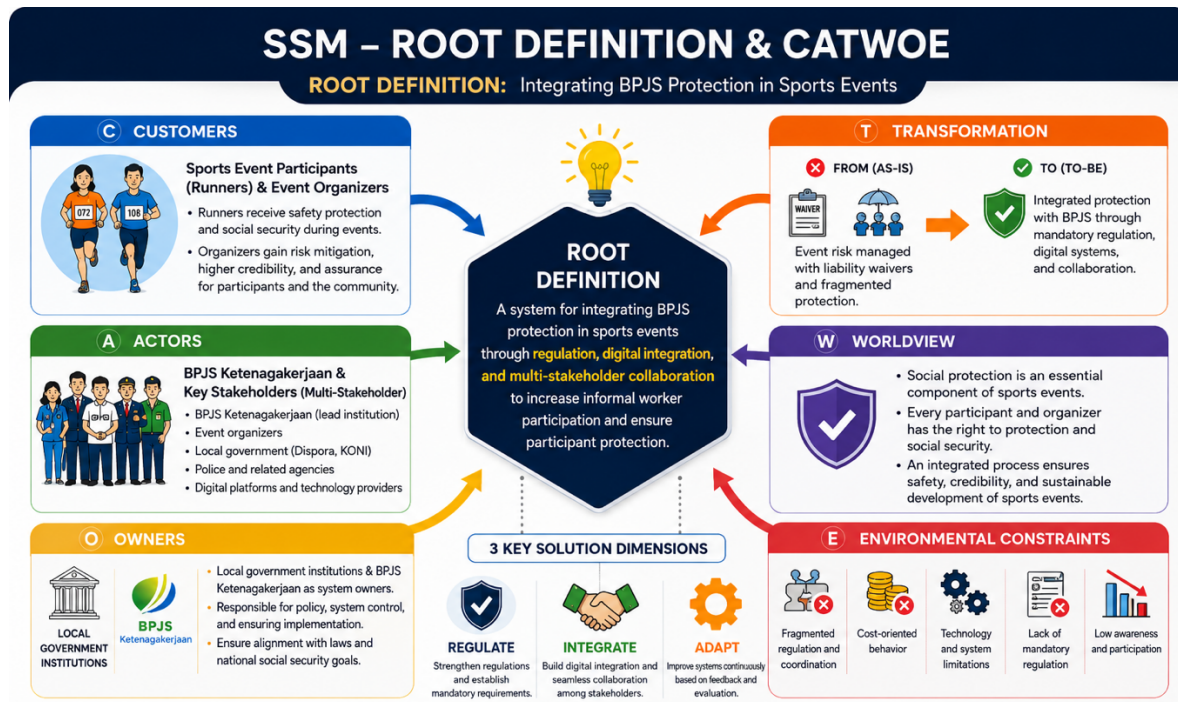 SSM – ROOT DEFINITION & CATWOE
ROOT DEFINITION: Integrating BPJS Protection in Sports Events
C CUSTOMERS
072
108
Sports Event Participants
(Runners) & Event Organizers
• Runners receive safety protection
and social security during events.
• Organizers gain risk mitigation,
higher credibility, and assurance
for participants and the community.
A ACTORS
BPJS Ketenagakerjaan &
Key Stakeholders (Multi-Stakeholder)
• BPJS Ketenagakerjaan (lead institution)
• Event organizers
• Local government (Dispora, KONI)
• Police and related agencies
• Digital platforms and technology providers
O OWNERS
LOCAL
GOVERNMENT
INSTITUTIONS
BPJS
Ketenagakerjaan
• Local government institutions & BPJS
Ketenagakerjaan as system owners.
• Responsible for policy, system control,
and ensuring implementation.
• Ensure alignment with laws and
national social security goals.
ROOT
DEFINITION
A system for integrating BPJS
protection in sports events
through regulation, digital integration,
and multi-stakeholder collaboration
to increase informal worker
participation and ensure
participant protection.
3 KEY SOLUTION DIMENSIONS
REGULATE
Strengthen regulations
and establish
mandatory requirements.
INTEGRATE
Build digital integration and
seamless collaboration
among stakeholders.
ADAPT
Improve systems continuously
based on feedback and
evaluation.
T TRANSFORMATION
FROM (AS-IS)
WAIVER
Event risk managed
with liability waivers
and fragmented
protection.
TO (TO-BE)
Integrated protection
with BPJS through
mandatory regulation,
digital systems,
and collaboration.
W WORLDVIEW
• Social protection is an essential
component of sports events.
• Every participant and organizer
has the right to protection and
social security.
• An integrated process ensures
safety, credibility, and sustainable
development of sports events.
E ENVIRONMENTAL CONSTRAINTS
Fragmented
regulation and
coordination
Cost-oriented
behavior
Technology
and system
limitations
Lack of
mandatory
regulation
Low awareness
and participation